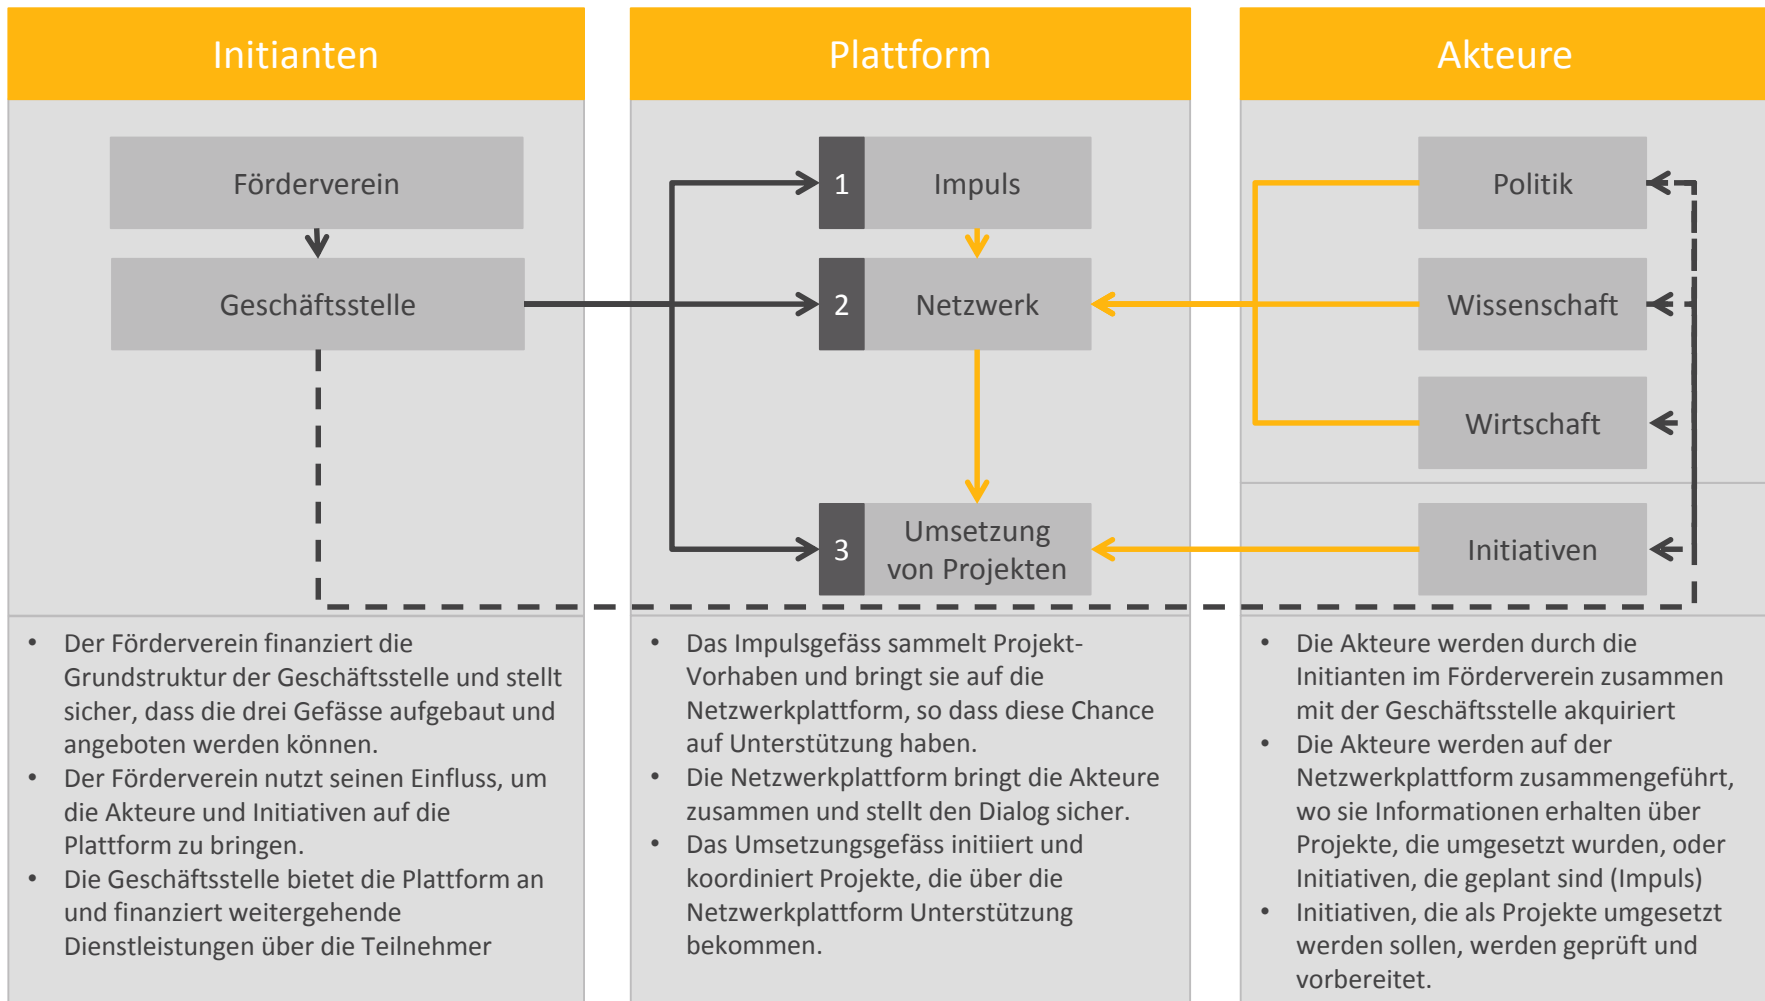 Initianten
Förderverein
Geschäftsstelle
• Der Förderverein finanziert die
Grundstruktur der Geschäftsstelle und stellt
sicher, dass die drei Gefässe aufgebaut und
angeboten werden können.
• Der Förderverein nutzt seinen Einfluss, um
die Akteure und Initiativen auf die
Plattform zu bringen.
• Die Geschäftsstelle bietet die Plattform an
und finanziert weitergehende
Dienstleistungen über die Teilnehmer
Plattform
1 Impuls
2 Netzwerk
3 Umsetzung
von Projekten
• Das Impulsgefäss sammelt Projekt-
Vorhaben und bringt sie auf die
Netzwerkplattform, so dass diese Chance
auf Unterstützung haben.
• Die Netzwerkplattform bringt die Akteure
zusammen und stellt den Dialog sicher.
• Das Umsetzungsgefäss initiiert und
koordiniert Projekte, die über die
Netzwerkplattform Unterstützung
bekommen.
Akteure
Politik
Wissenschaft
Wirtschaft
Initiativen
• Die Akteure werden durch die
Initianten im Förderverein zusammen
mit der Geschäftsstelle akquiriert
• Die Akteure werden auf der
Netzwerkplattform zusammengeführt,
wo sie Informationen erhalten über
Projekte, die umgesetzt wurden, oder
Initiativen, die geplant sind (Impuls)
• Initiativen, die als Projekte umgesetzt
werden sollen, werden geprüft und
vorbereitet.